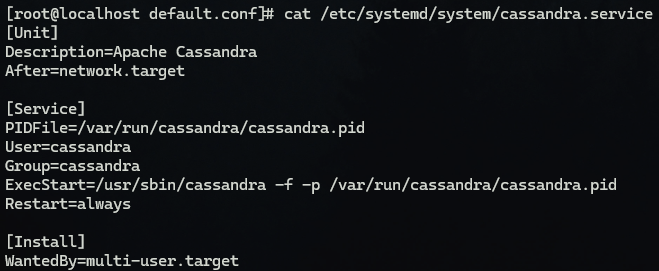 [root@localhost default.conf]# cat /etc/systemd/system/cassandra.service
[Unit]
Description=Apache Cassandra
After=network.target

[Service]
PIDFile=/var/run/cassandra/cassandra.pid
User=cassandra
Group=cassandra
ExecStart=/usr/sbin/cassandra -f -p /var/run/cassandra/cassandra.pid
Restart=always

[Install]
WantedBy=multi-user.target